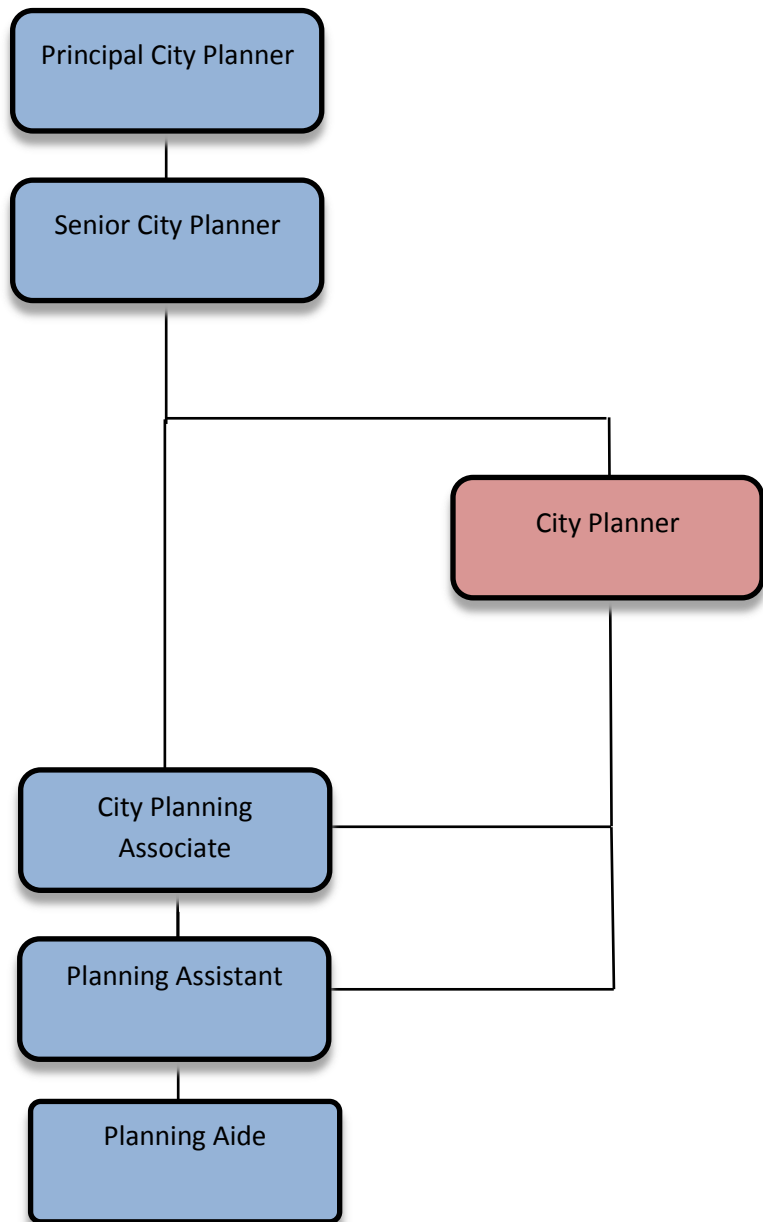 Principal City Planner
Senior City Planner
City Planner
City Planning
Associate
Planning Assistant
Planning Aide